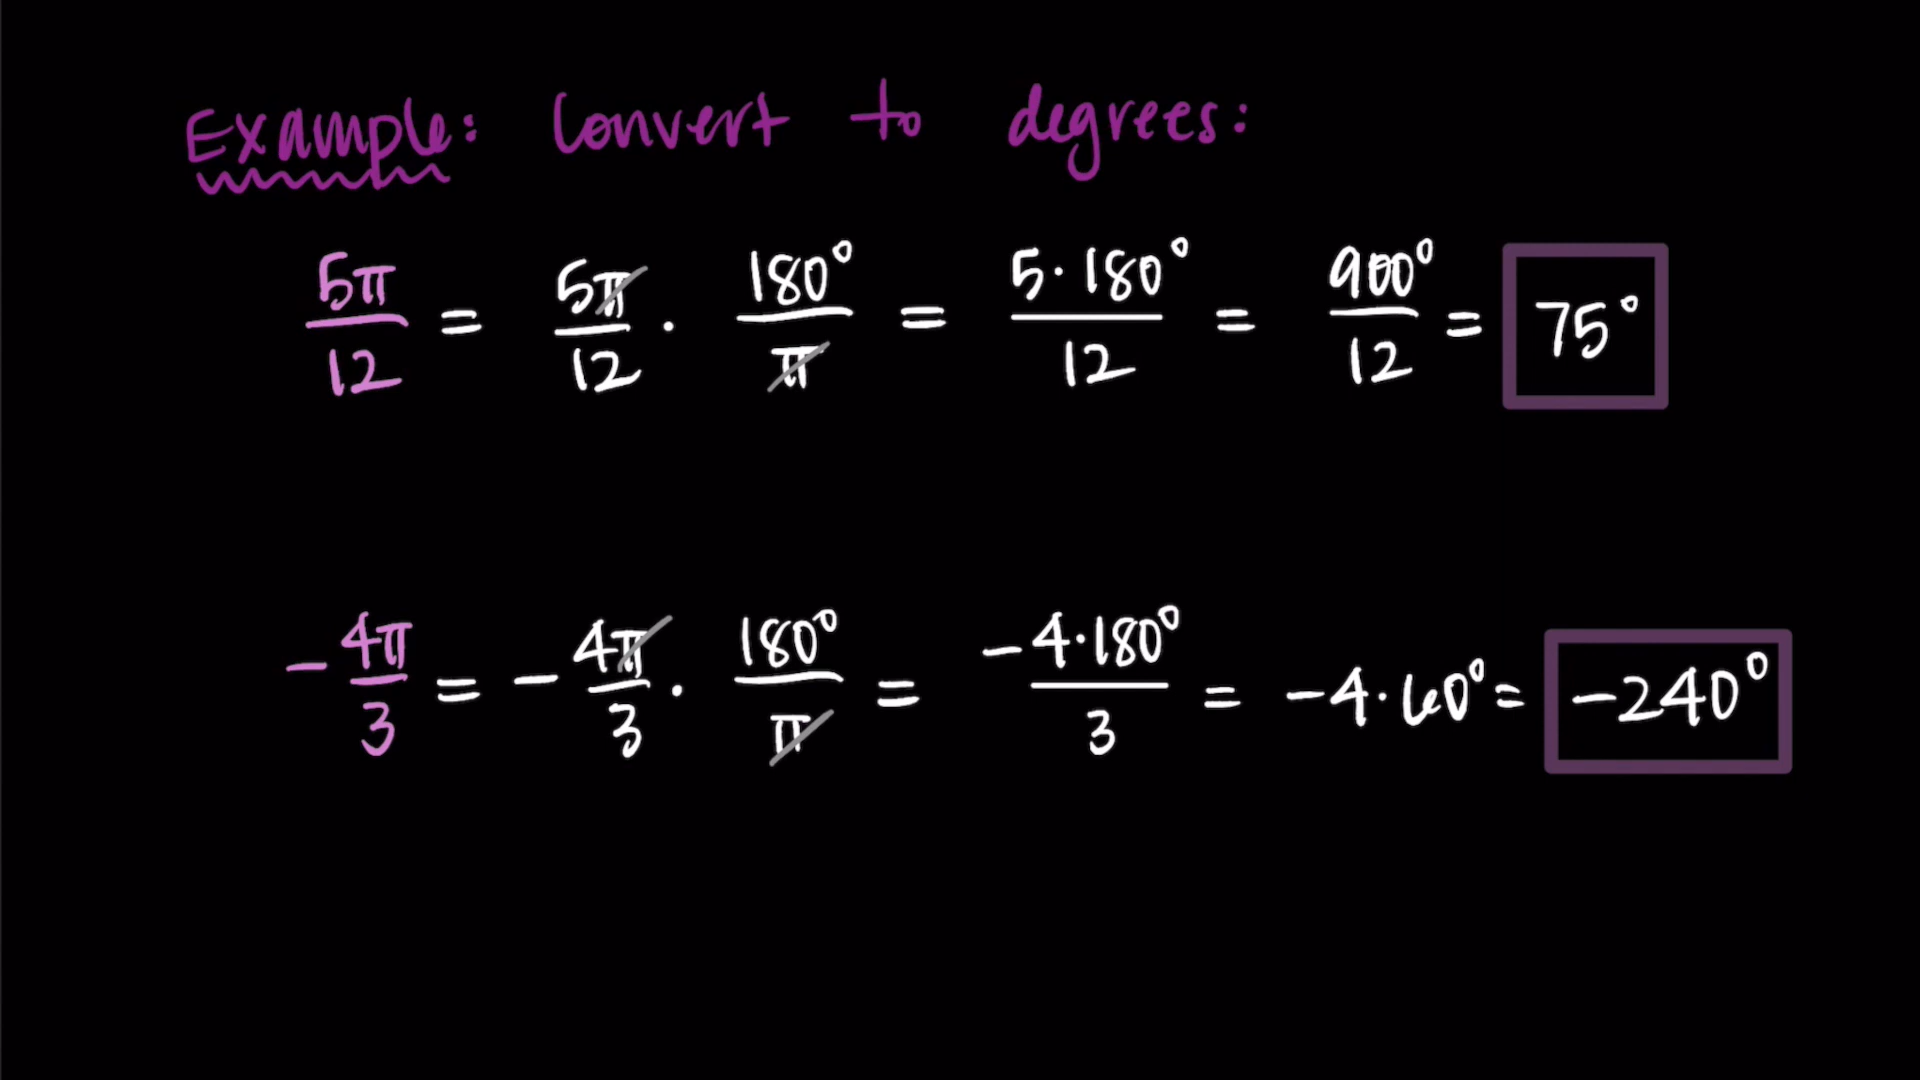 Example: Convert to degrees:
5π/12 = 5π/12 · 180°/π = 5·180°/12 = 900°/12 = 75°
-4π/3 = -4π/3 · 180°/π = -4·180°/3 = -4·60° = -240°